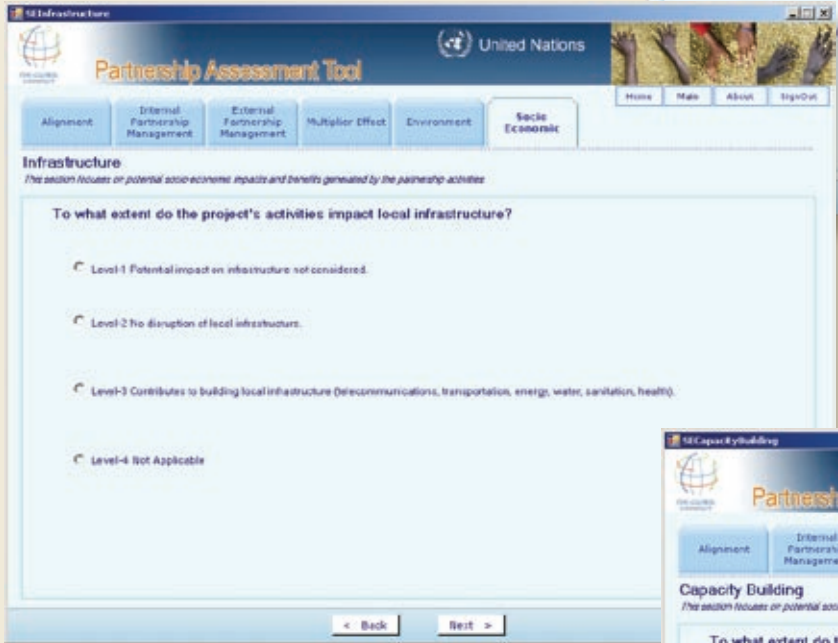 SEInfrastructure
United Nations
Partnership Assessment Tool
THE GLOBAL COMPACT
Home Main About SignOut
Alignment
Internal Partnership Management
External Partnership Management
Multiplier Effect
Environment
Socio Economic
Infrastructure
This section focuses on potential socio-economic impacts and benefits generated by the partnership activities
To what extent do the project's activities impact local infrastructure?
Level-1 Potential impact on infrastructure not considered.
Level-2 No disruption of local infrastructure.
Level-3 Contributes to building local infrastructure (telecommunications, transportation, energy, water, sanitation, health).
Level-4 Not Applicable
< Back Next >
SECapacityBuilding
Partnersh
Alignment
Internal
Partnersh
Manageme
Capacity Building
This section focuses on potential soc
To what extent do t